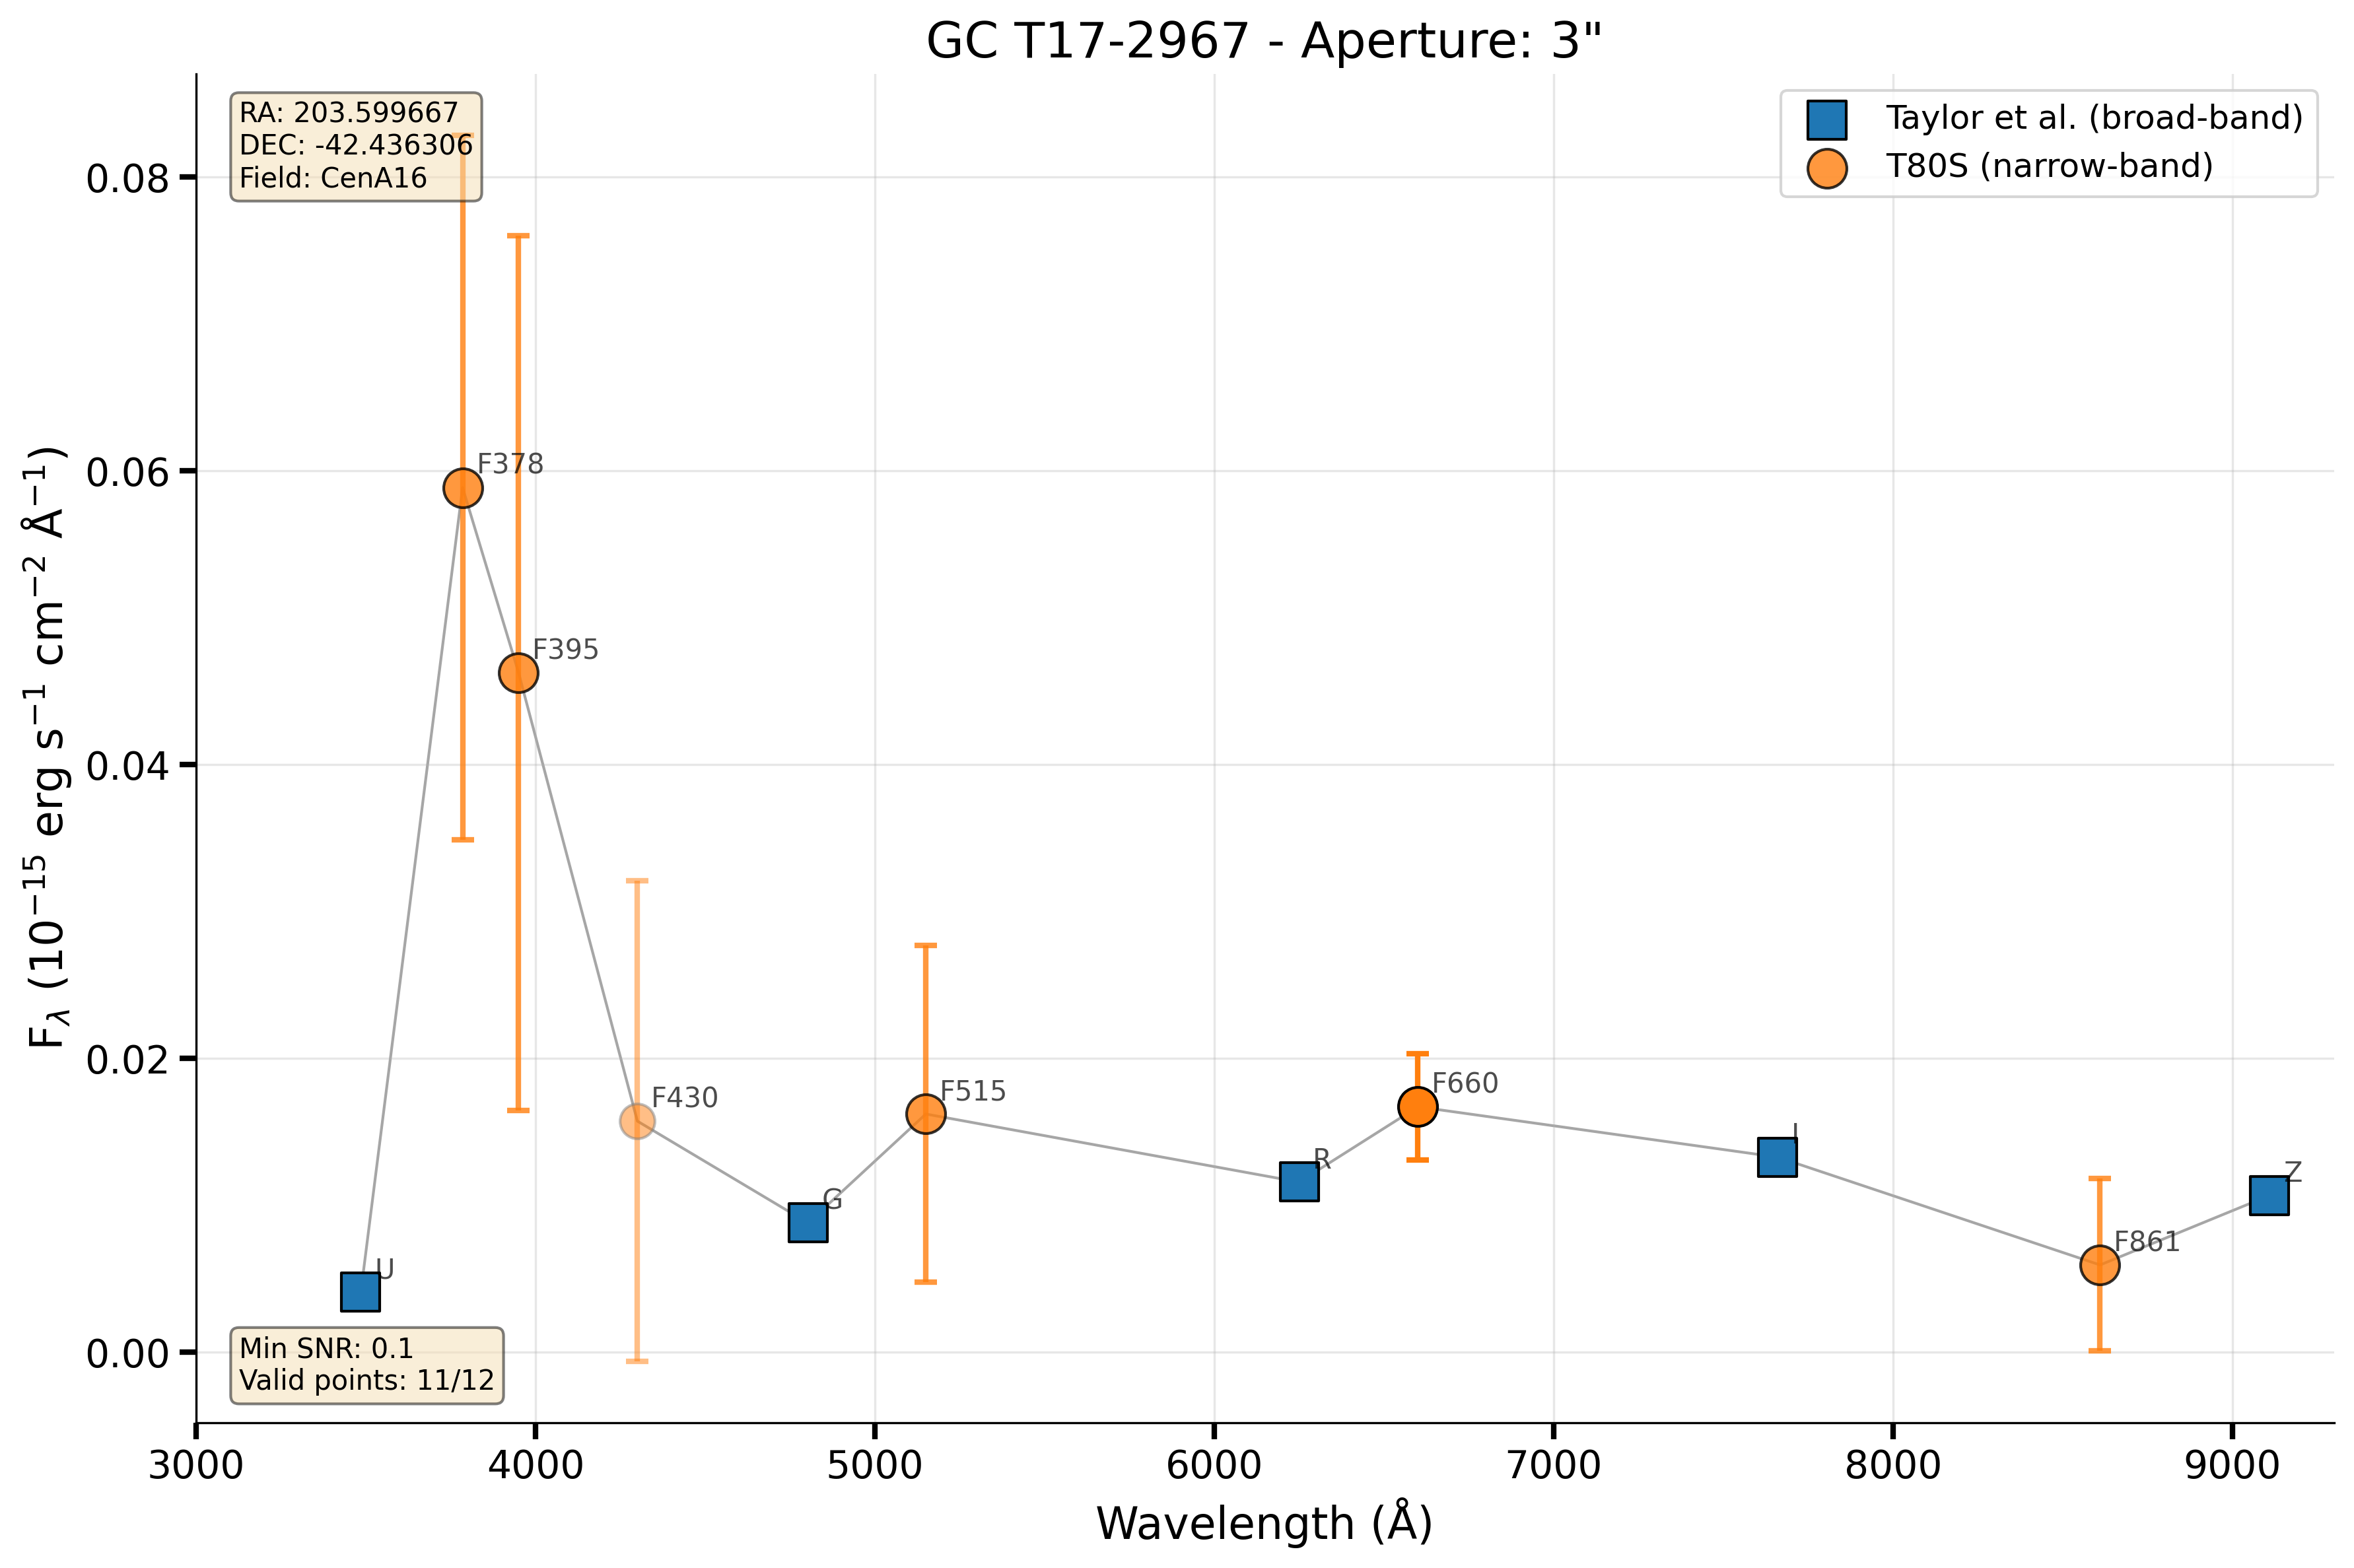 GC T17-2967 - Aperture: 3"
RA: 203.599667
DEC: -42.436306
Field: CenA16
Taylor et al. (broad-band)
T80S (narrow-band)
0.08
0.06
0.04
0.02
0.00
F_λ (10⁻¹⁵ erg s⁻¹ cm⁻² Å⁻¹)
F378
F395
F430
F515
F660
F861
U
G
R
I
Z
Min SNR: 0.1
Valid points: 11/12
3000 4000 5000 6000 7000 8000 9000
Wavelength (Å)